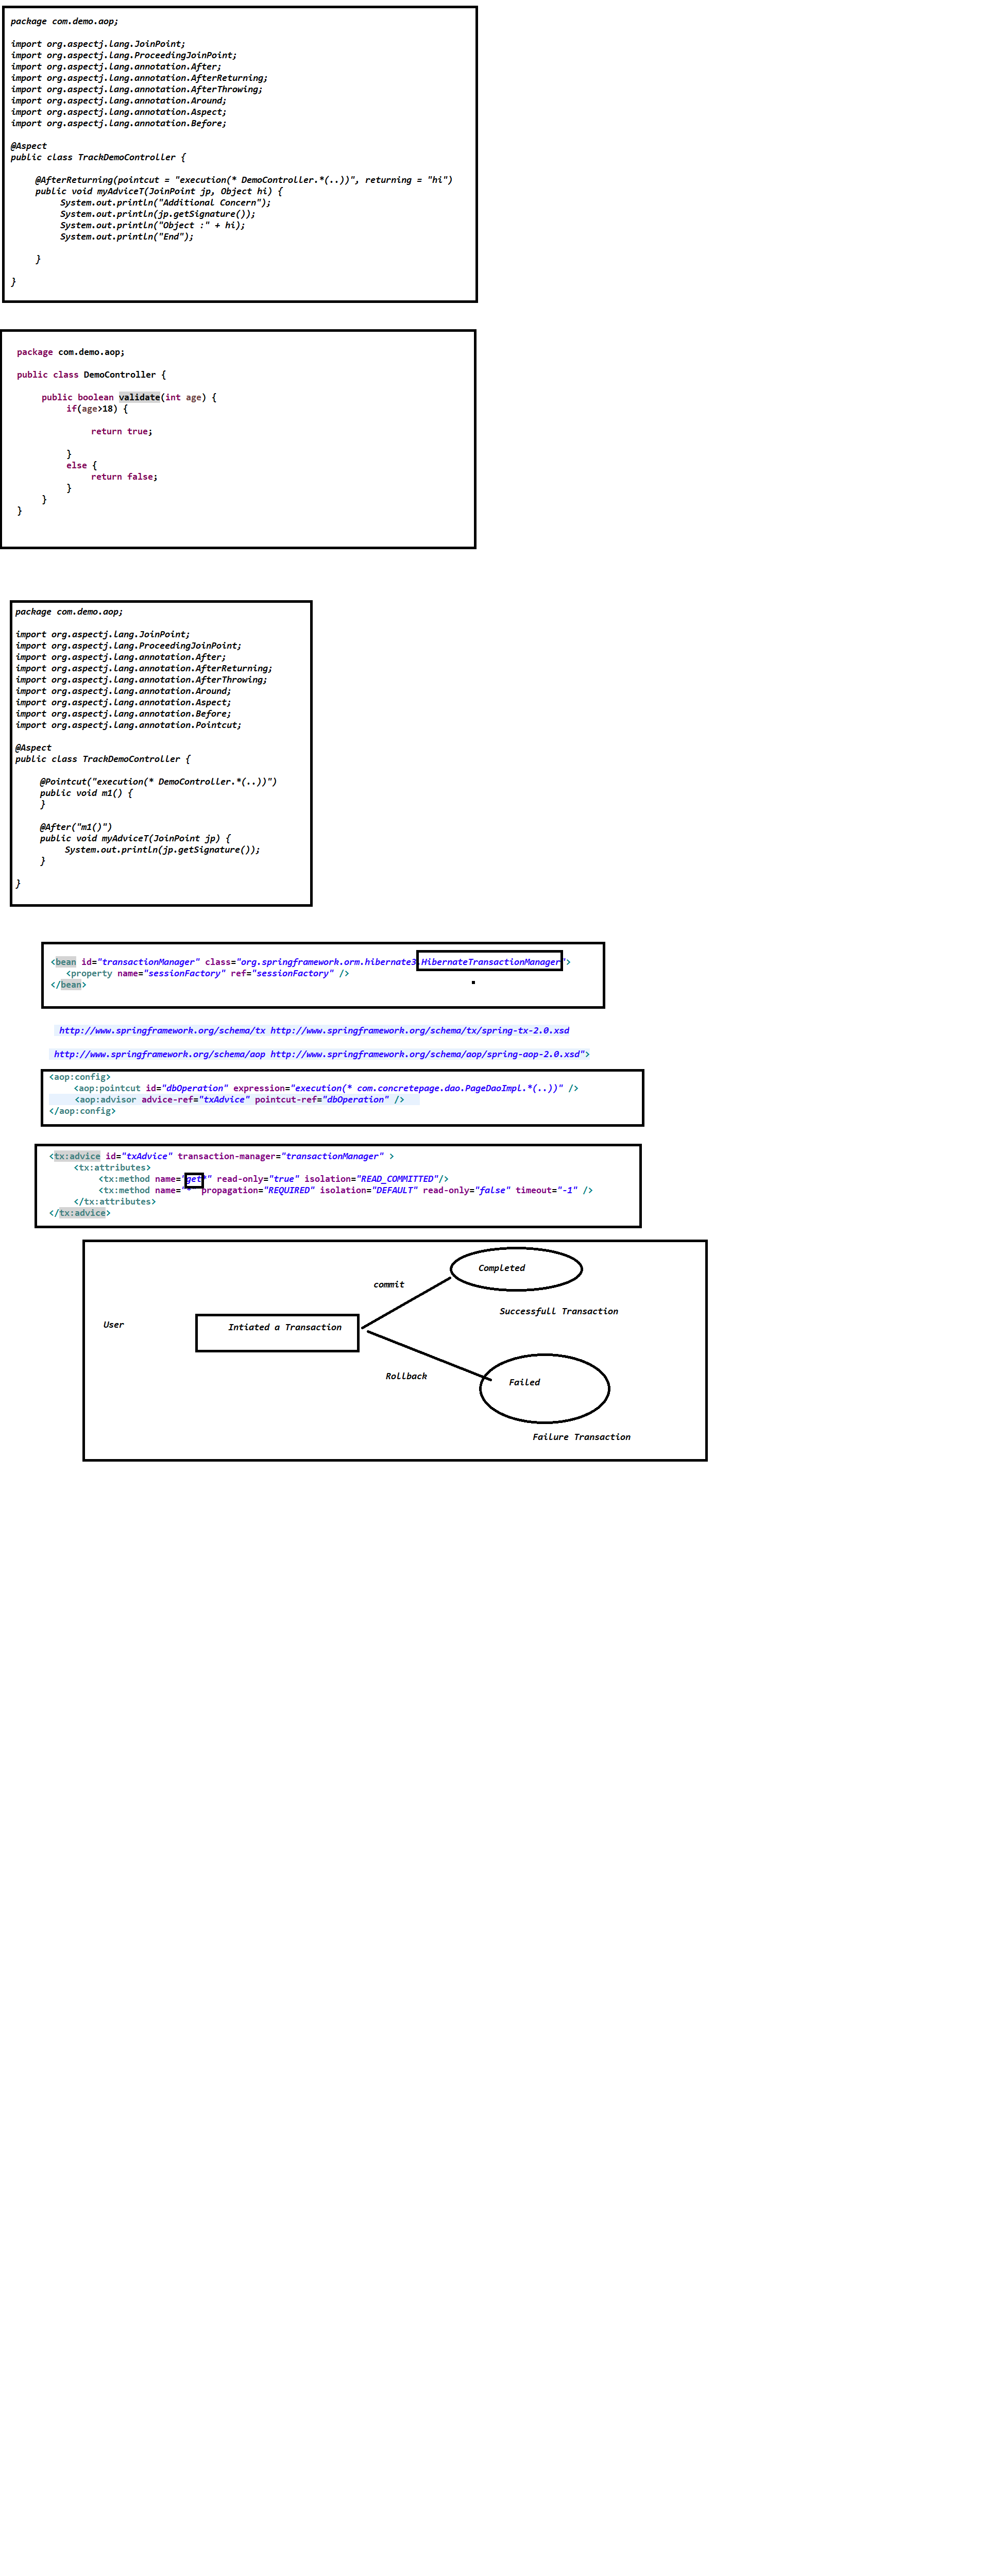 package com.demo.aop;
import org.aspectj.lang.JoinPoint;
import org.aspectj.lang.ProceedingJoinPoint;
import org.aspectj.lang.annotation.After;
import org.aspectj.lang.annotation.AfterReturning;
import org.aspectj.lang.annotation.AfterThrowing;
import org.aspectj.lang.annotation.Around;
import org.aspectj.lang.annotation.Aspect;
import org.aspectj.lang.annotation.Before;
@Aspect
public class TrackDemoController {
@AfterReturning(pointcut = "execution(* DemoController.*(..))", returning = "hi")
public void myAdviceT(JoinPoint jp, Object hi) {
System.out.println("Additional Concern");
System.out.println(jp.getSignature());
System.out.println("Object :" + hi);
System.out.println("End");
}
}
package com.demo.aop;
public class DemoController {
public boolean validate(int age) {
if(age>18) {
return true;
}
else {
return false;
}
}
}
package com.demo.aop;
import org.aspectj.lang.JoinPoint;
import org.aspectj.lang.ProceedingJoinPoint;
import org.aspectj.lang.annotation.After;
import org.aspectj.lang.annotation.AfterReturning;
import org.aspectj.lang.annotation.AfterThrowing;
import org.aspectj.lang.annotation.Around;
import org.aspectj.lang.annotation.Aspect;
import org.aspectj.lang.annotation.Before;
import org.aspectj.lang.annotation.Pointcut;
@Aspect
public class TrackDemoController {
@Pointcut("execution(* DemoController.*(..))")
public void m1() {
}
@After("m1()")
public void myAdviceT(JoinPoint jp) {
System.out.println(jp.getSignature());
}
}
<bean id="transactionManager" class="org.springframework.orm.hibernate3.HibernateTransactionManager">
<property name="sessionFactory" ref="sessionFactory" />
</bean>
http://www.springframework.org/schema/tx http://www.springframework.org/schema/tx/spring-tx-2.0.xsd
http://www.springframework.org/schema/aop http://www.springframework.org/schema/aop/spring-aop-2.0.xsd">
<aop:config>
<aop:pointcut id="dbOperation" expression="execution(* com.concretepage.dao.PageDaoImpl.*(..))" />
<aop:advisor advice-ref="txAdvice" pointcut-ref="dbOperation" />
</aop:config>
<tx:advice id="txAdvice" transaction-manager="transactionManager" >
<tx:attributes>
<tx:method name="get*" read-only="true" isolation="READ_COMMITTED"/>
<tx:method name="*" propagation="REQUIRED" isolation="DEFAULT" read-only="false" timeout="-1" />
</tx:attributes>
</tx:advice>
Completed
commit
Successfull Transaction
User
Intiated a Transaction
Rollback
Failed
Failure Transaction